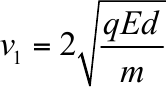 v₁ = 2√(qEd/m)